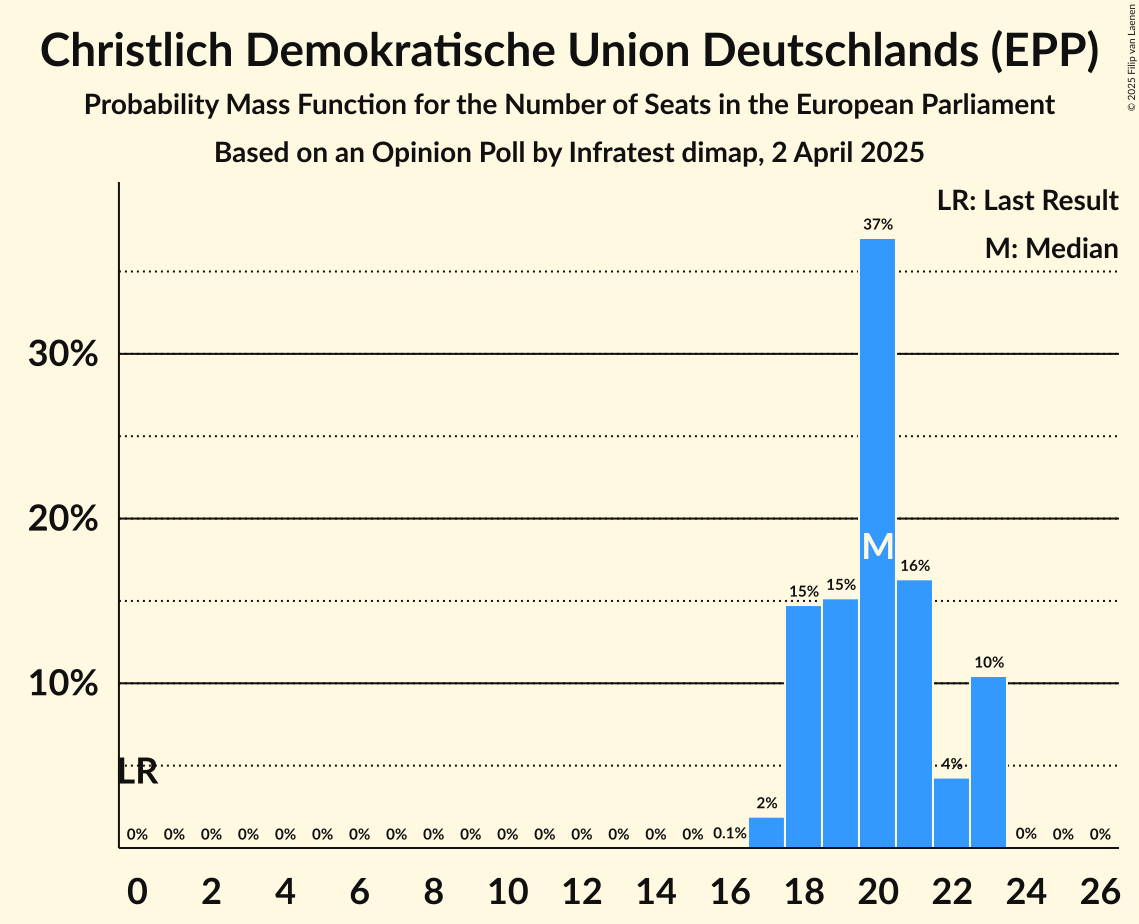 Christlich Demokratische Union Deutschlands (EPP)
Probability Mass Function for the Number of Seats in the European Parliament
Based on an Opinion Poll by Infratest dimap, 2 April 2025
© 2025 Filip van Laenen
LR: Last Result
M: Median
37%
30%
20%
M
16%
15%
15%
10%
10%
LR
4%
2%
0% 0% 0% 0% 0% 0% 0% 0% 0% 0% 0% 0% 0% 0% 0% 0% 0.1% 0% 0% 0%
0 2 4 6 8 10 12 14 16 18 20 22 24 26